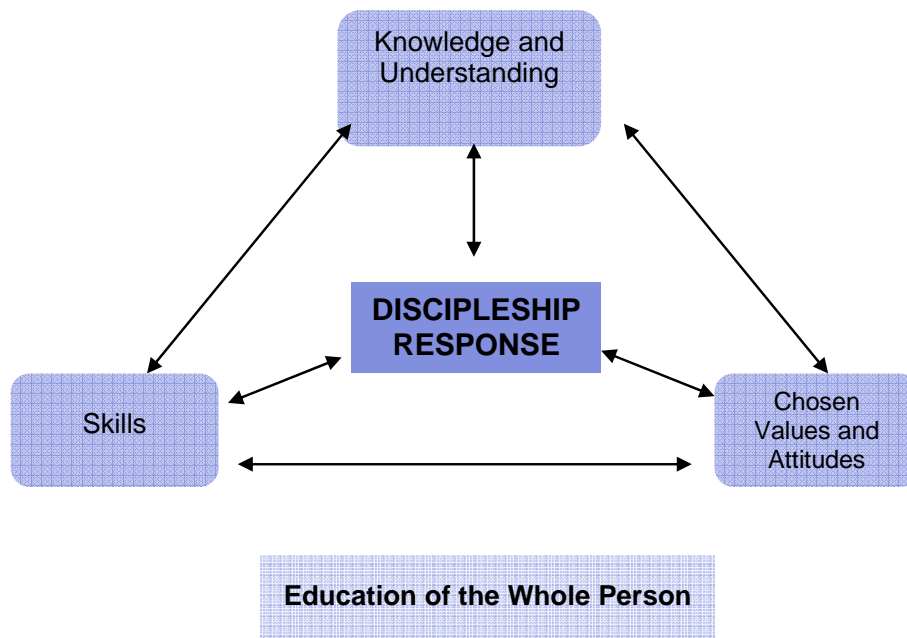 Knowledge and
Understanding
DISCIPLESHIP
RESPONSE
Skills
Chosen
Values and
Attitudes
Education of the Whole Person